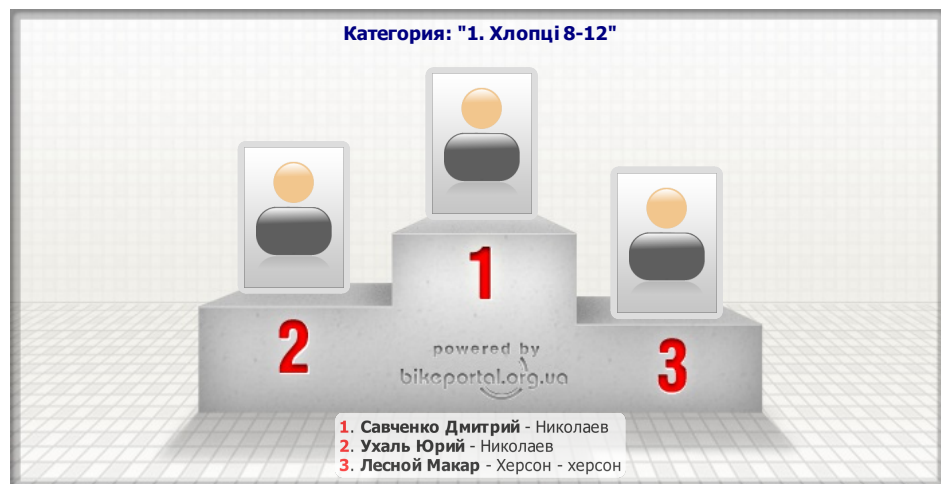 Категория: "1. Хлопці 8-12"
1
2
3
powered by
bikeportal.org.ua
1. Савченко Дмитрий - Николаев
2. Ухаль Юрий - Николаев
3. Лесной Макар - Херсон - херсон